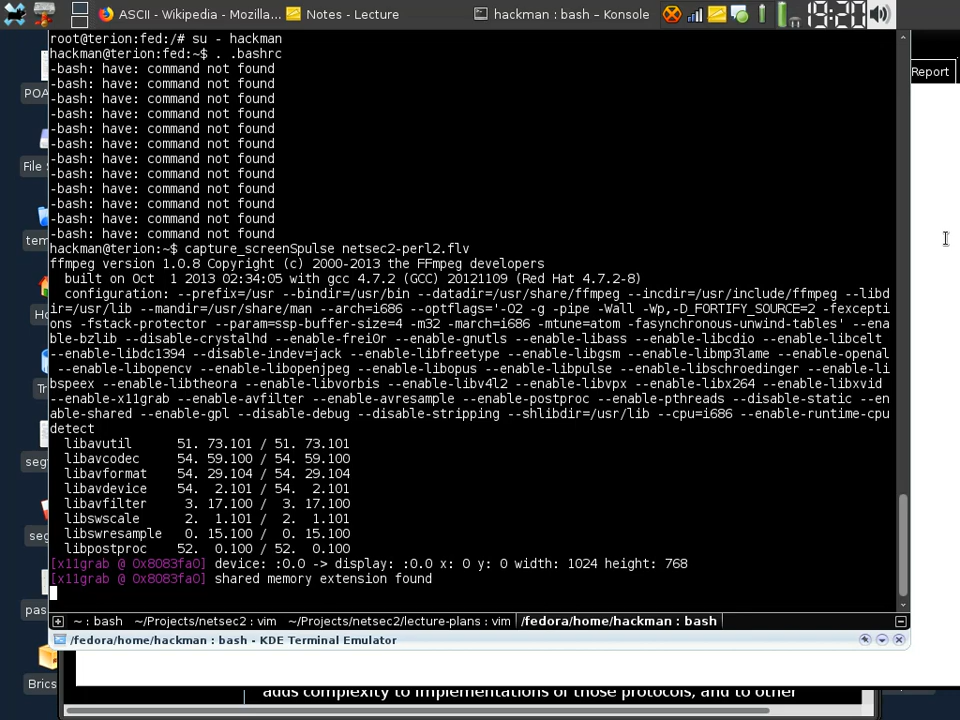 ASCII - Wikipedia - Mozilla...
Notes - Lecture
hackman : bash – Konsole
19:20
root@terion:fed:/# su - hackman
hackman@terion:fed:~$ . .bashrc
-bash: have: command not found
-bash: have: command not found
-bash: have: command not found
-bash: have: command not found
-bash: have: command not found
-bash: have: command not found
-bash: have: command not found
-bash: have: command not found
-bash: have: command not found
-bash: have: command not found
-bash: have: command not found
-bash: have: command not found
hackman@terion:~$ capture_screenSpulse netsec2-perl2.flv
ffmpeg version 1.0.8 Copyright (c) 2000-2013 the FFmpeg developers
  built on Oct  1 2013 02:34:05 with gcc 4.7.2 (GCC) 20121109 (Red Hat 4.7.2-8)
  configuration: --prefix=/usr --bindir=/usr/bin --datadir=/usr/share/ffmpeg --incdir=/usr/include/ffmpeg --libd
ir=/usr/lib --mandir=/usr/share/man --arch=i686 --optflags='-O2 -g -pipe -Wall -Wp,-D_FORTIFY_SOURCE=2 -fexcepti
ons -fstack-protector --param=ssp-buffer-size=4 -m32 -march=i686 -mtune=atom -fasynchronous-unwind-tables' --ena
ble-bzlib --disable-crystalhd --enable-frei0r --enable-gnutls --enable-libass --enable-libcdio --enable-libcelt
--enable-libdc1394 --disable-indev=jack --enable-libfreetype --enable-libgsm --enable-libmp3lame --enable-openal
 --enable-libopencv --enable-libopenjpeg --enable-libopus --enable-libpulse --enable-libschroedinger --enable-li
bspeex --enable-libtheora --enable-libvorbis --enable-libv4l2 --enable-libvpx --enable-libx264 --enable-libxvid
--enable-x11grab --enable-avfilter --enable-avresample --enable-postproc --enable-pthreads --disable-static --en
able-shared --enable-gpl --disable-debug --disable-stripping --shlibdir=/usr/lib --cpu=i686 --enable-runtime-cpu
detect
  libavutil      51. 73.101 / 51. 73.101
  libavcodec     54. 59.100 / 54. 59.100
  libavformat    54. 29.104 / 54. 29.104
  libavdevice    54.  2.101 / 54.  2.101
  libavfilter     3. 17.100 /  3. 17.100
  libswscale      2.  1.101 /  2.  1.101
  libswresample   0. 15.100 /  0. 15.100
  libpostproc    52.  0.100 / 52.  0.100
[x11grab @ 0x8083fa0] device: :0.0 -> display: :0.0 x: 0 y: 0 width: 1024 height: 768
[x11grab @ 0x8083fa0] shared memory extension found
~ : bash
~/Projects/netsec2 : vim
~/Projects/netsec2/lecture-plans : vim
/fedora/home/hackman : bash
/fedora/home/hackman : bash - KDE Terminal Emulator
Report
POA
File S
tem
Ho
Tr
seg
seg
pas
Brics
adds complexity to implementations of those protocols, and to other